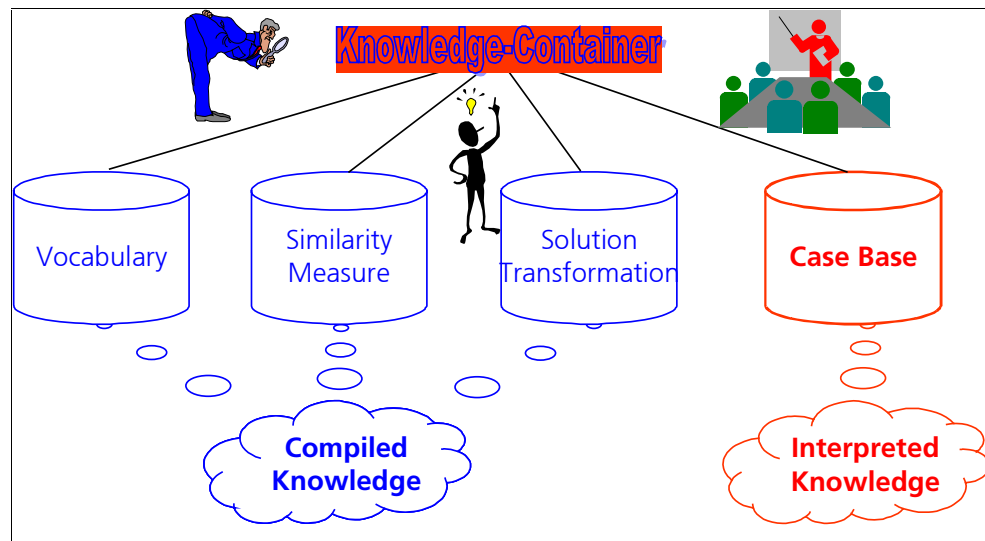 Knowledge-Container
Vocabulary
Similarity
Measure
Solution
Transformation
Case Base
Compiled
Knowledge
Interpreted
Knowledge